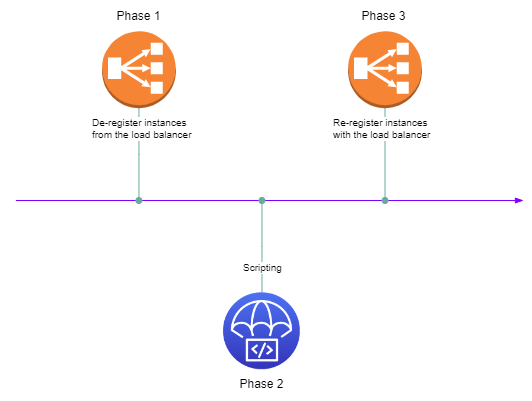 Phase 1
Phase 3
De-register instances
from the load balancer
Re-register instances
with the load balancer
Scripting
</>
Phase 2